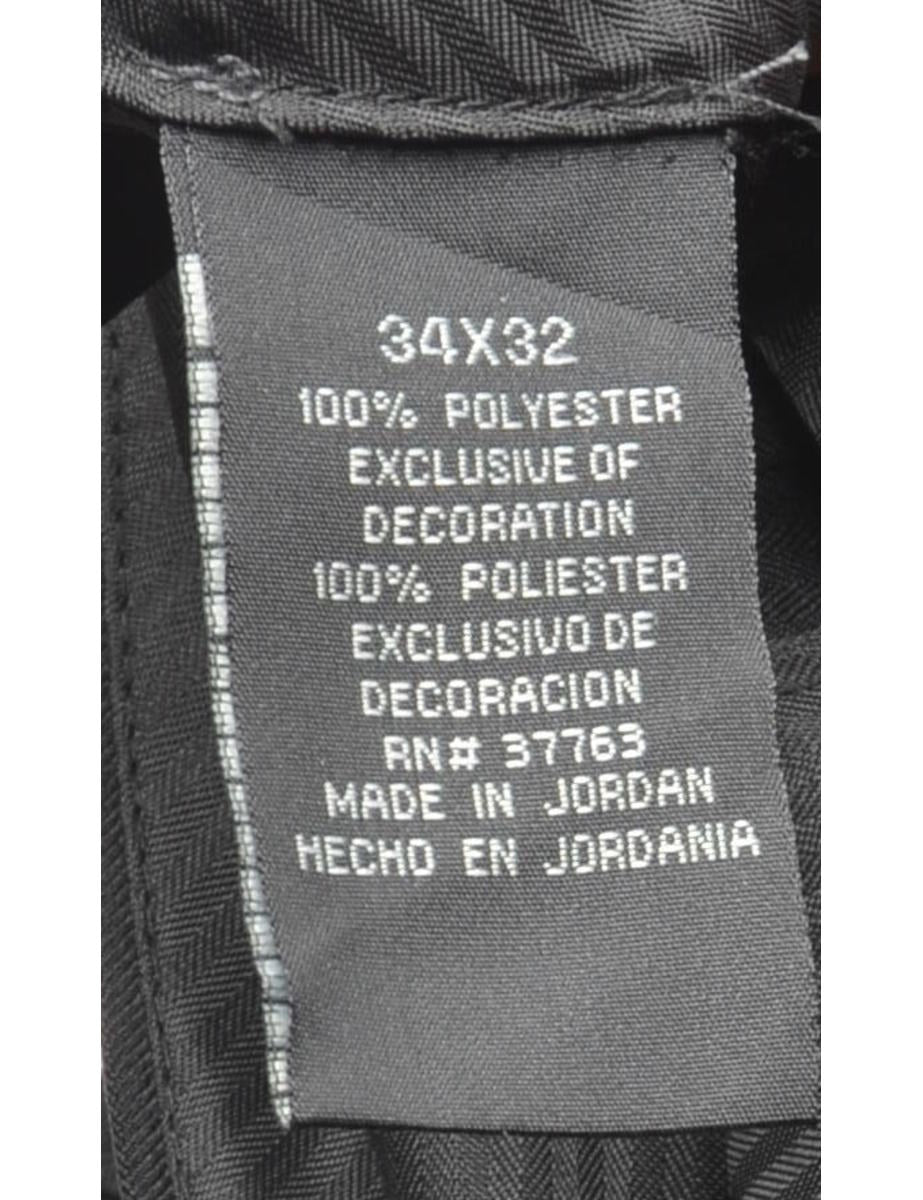 34X32
100% POLYESTER
EXCLUSIVE OF
DECORATION
100% POLIESTER
EXCLUSIVO DE
DECORACION
RN# 37763
MADE IN JORDAN
HECHO EN JORDANIA